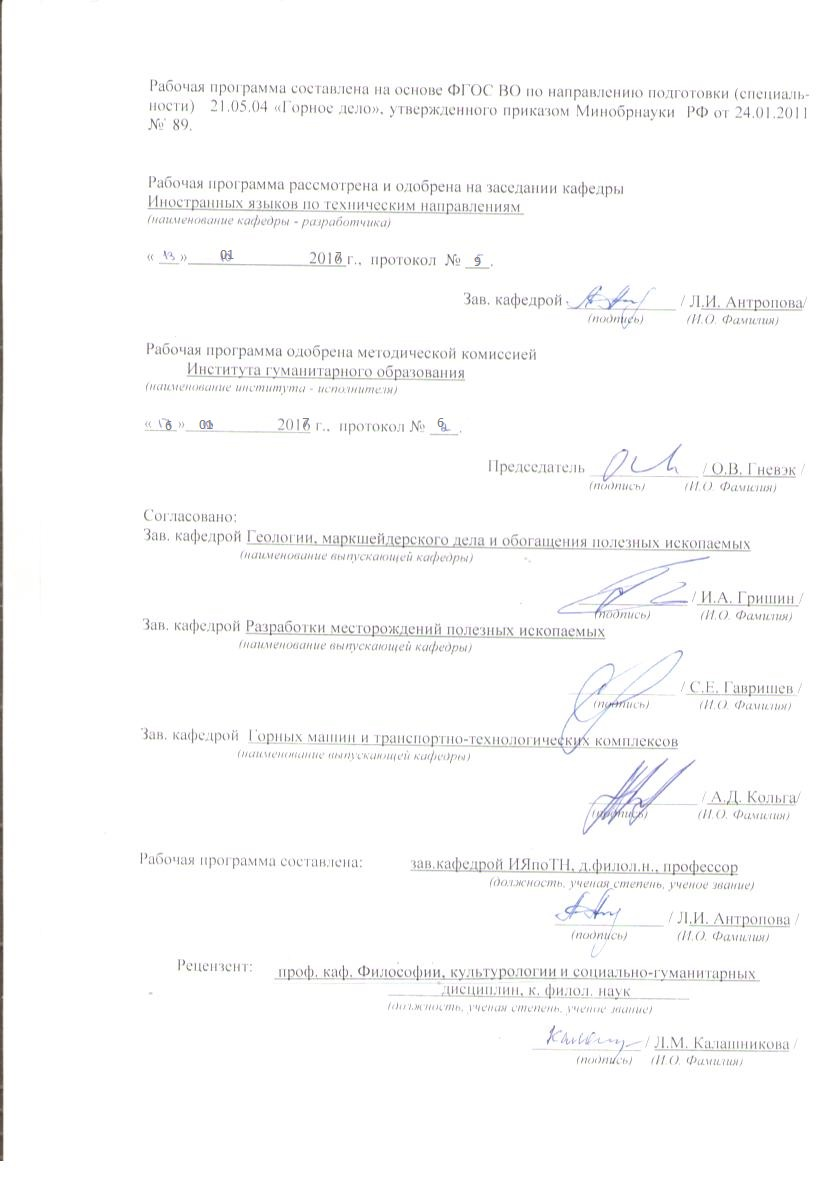 Рабочая программа составлена на основе ФГОС ВО по направлению подготовки (специаль-
ности) 21.05.04 «Горное дело», утвержденного приказом Минобрнауки РФ от 24.01.2011
№ 89.
Рабочая программа рассмотрена и одобрена на заседании кафедры
Иностранных языков по техническим направлениям
(наименование кафедры - разработчика)
« 13 » 01 2017 г., протокол № 5.
Зав. кафедрой / Л.И. Антропова/
(подпись) (И.О. Фамилия)
Рабочая программа одобрена методической комиссией
Института гуманитарного образования
(наименование института - исполнителя)
« » 2017 г., протокол № .
Председатель / О.В. Гневэк /
(подпись) (И.О. Фамилия)
Согласовано:
Зав. кафедрой Геологии, маркшейдерского дела и обогащения полезных ископаемых
(наименование выпускающей кафедры)
/ И.А. Гришин /
(подпись) (И.О. Фамилия)
Зав. кафедрой Разработки месторождений полезных ископаемых
(наименование выпускающей кафедры)
/ С.Е. Гавришев /
(подпись) (И.О. Фамилия)
Зав. кафедрой Горных машин и транспортно-технологических комплексов
(наименование выпускающей кафедры)
/ А.Д. Кольга/
(подпись) (И.О. Фамилия)
Рабочая программа составлена: зав.кафедрой ИЯпоТН, д.филол.н., профессор
(должность, ученая степень, ученое звание)
/ Л.И. Антропова /
(подпись) (И.О. Фамилия)
Рецензент: проф. каф. Философии, культурологии и социально-гуманитарных
дисциплин, к. филол. наук
(должность, ученая степень, ученое звание)
/ Л.М. Калашникова /
(подпись) (И.О. Фамилия)